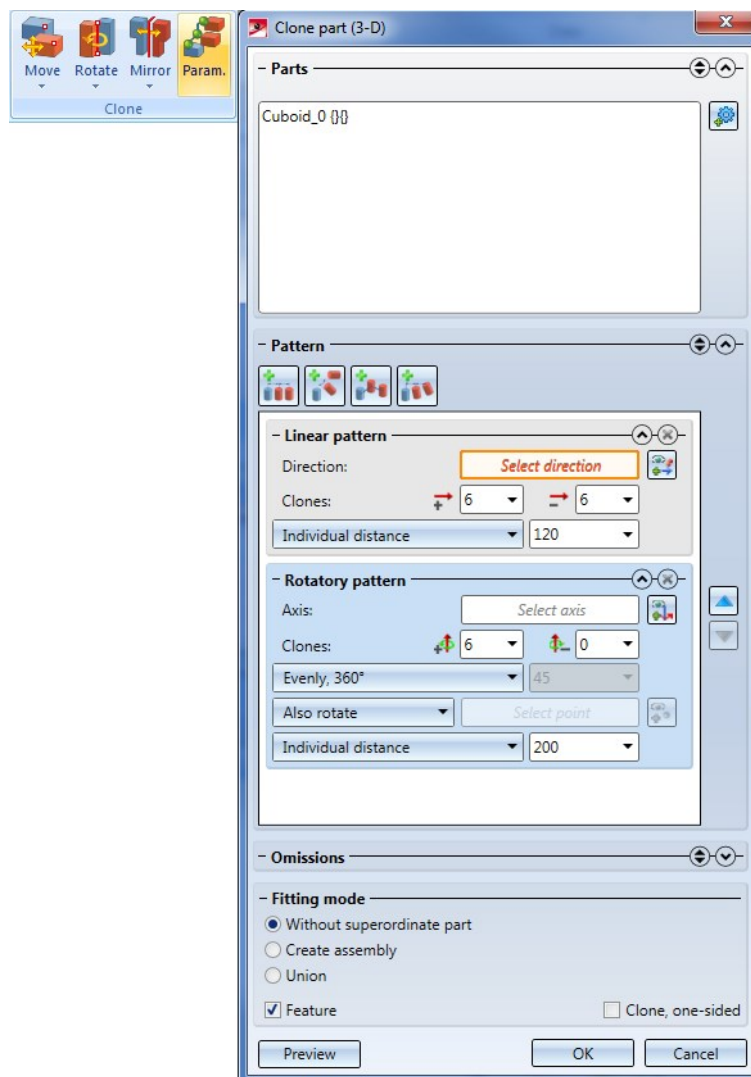 Clone part (3-D)
Move Rotate Mirror Param.
Clone
Parts
Cuboid_0 {}{}
Pattern
Linear pattern
Direction: Select direction
Clones: 6 6
Individual distance 120
Rotatory pattern
Axis: Select axis
Clones: 6 0
Evenly, 360° 45
Also rotate Select point
Individual distance 200
Omissions
Fitting mode
Without superordinate part
Create assembly
Union
Feature Clone, one-sided
Preview OK Cancel